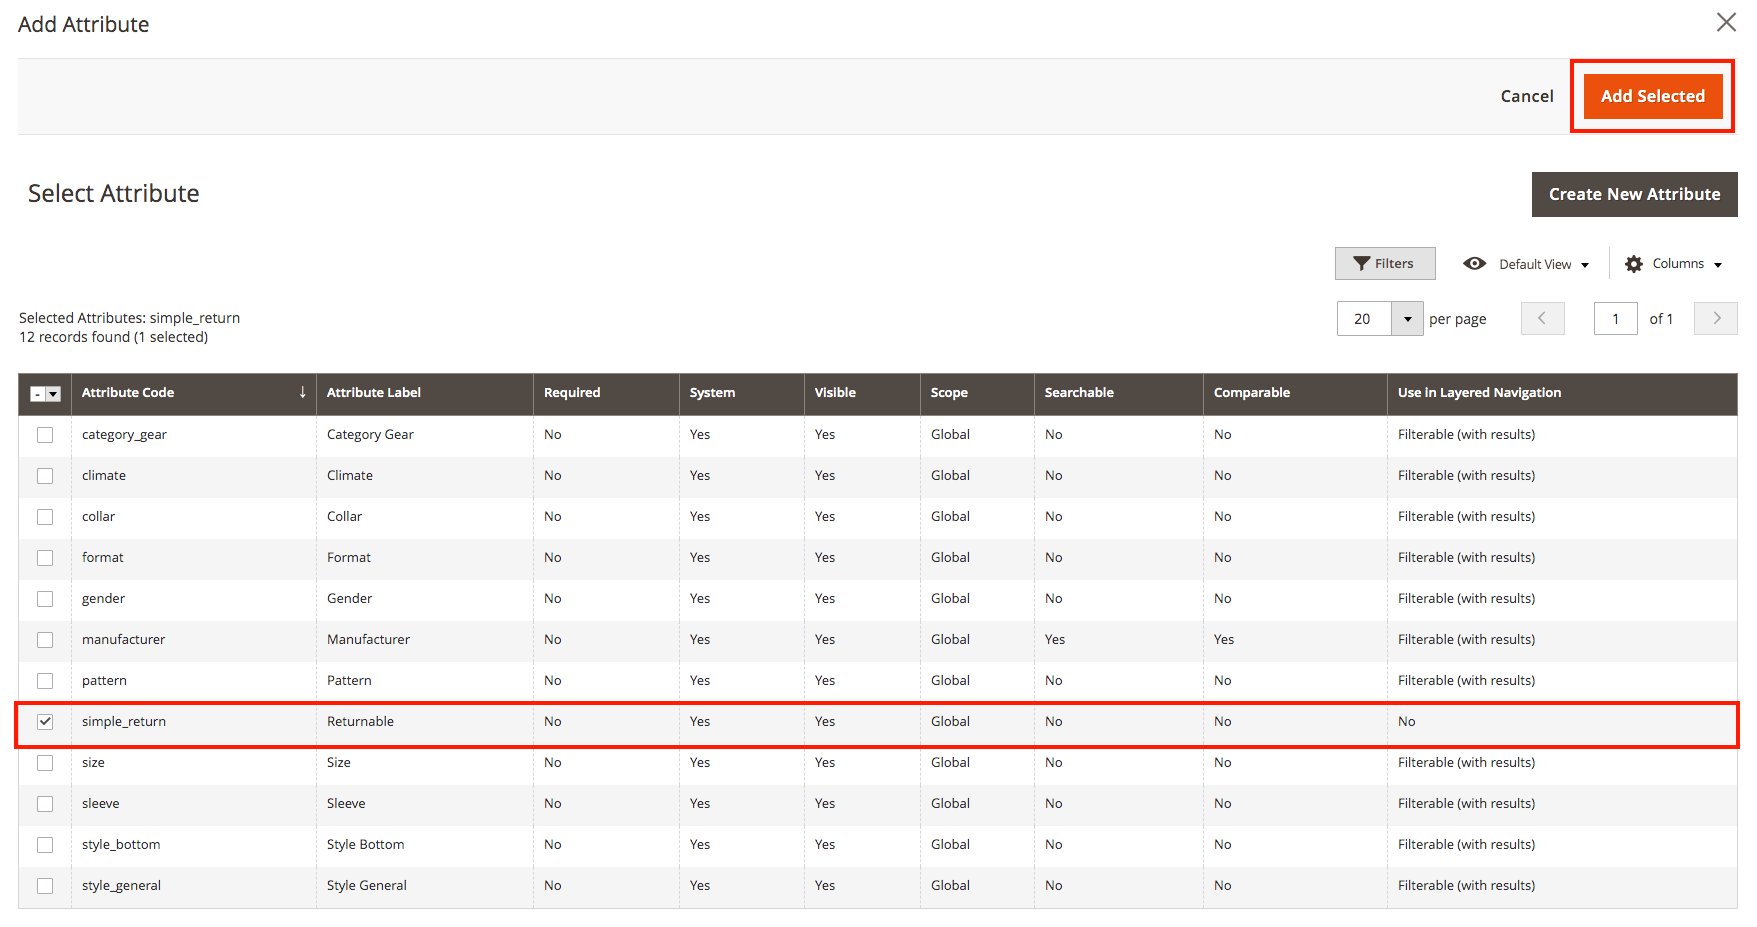 Add Attribute
Cancel Add Selected
Select Attribute
Create New Attribute
Filters Default View Columns
Selected Attributes: simple_return
12 records found (1 selected)
20 per page 1 of 1
Attribute Code Attribute Label Required System Visible Scope Searchable Comparable Use in Layered Navigation
category_gear Category Gear No Yes Yes Global No No Filterable (with results)
climate Climate No Yes Yes Global No No Filterable (with results)
collar Collar No Yes Yes Global No No Filterable (with results)
format Format No Yes Yes Global No No Filterable (with results)
gender Gender No Yes Yes Global No No Filterable (with results)
manufacturer Manufacturer No Yes Yes Global Yes Yes Filterable (with results)
pattern Pattern No Yes Yes Global No No Filterable (with results)
simple_return Returnable No Yes Yes Global No No No
size Size No Yes Yes Global No No Filterable (with results)
sleeve Sleeve No Yes Yes Global No No Filterable (with results)
style_bottom Style Bottom No Yes Yes Global No No Filterable (with results)
style_general Style General No Yes Yes Global No No Filterable (with results)